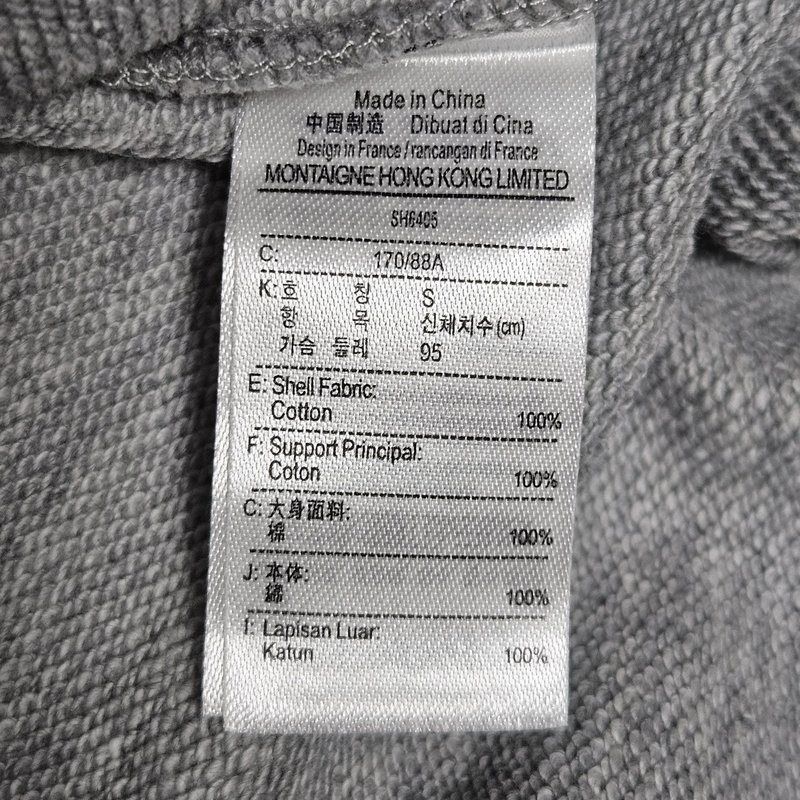 Made in China
中国制造 Dibuat di Cina
Design in France / rancangan di France
MONTAIGNE HONG KONG LIMITED
SH6405
C: 170/88A
K: 호 칭 S
항 목 신체치수(cm)
가슴 둘레 95
E: Shell Fabric:
Cotton 100%
F: Support Principal:
Coton 100%
C: 大身面料:
棉 100%
J: 本体:
綿 100%
I: Lapisan Luar:
Katun 100%